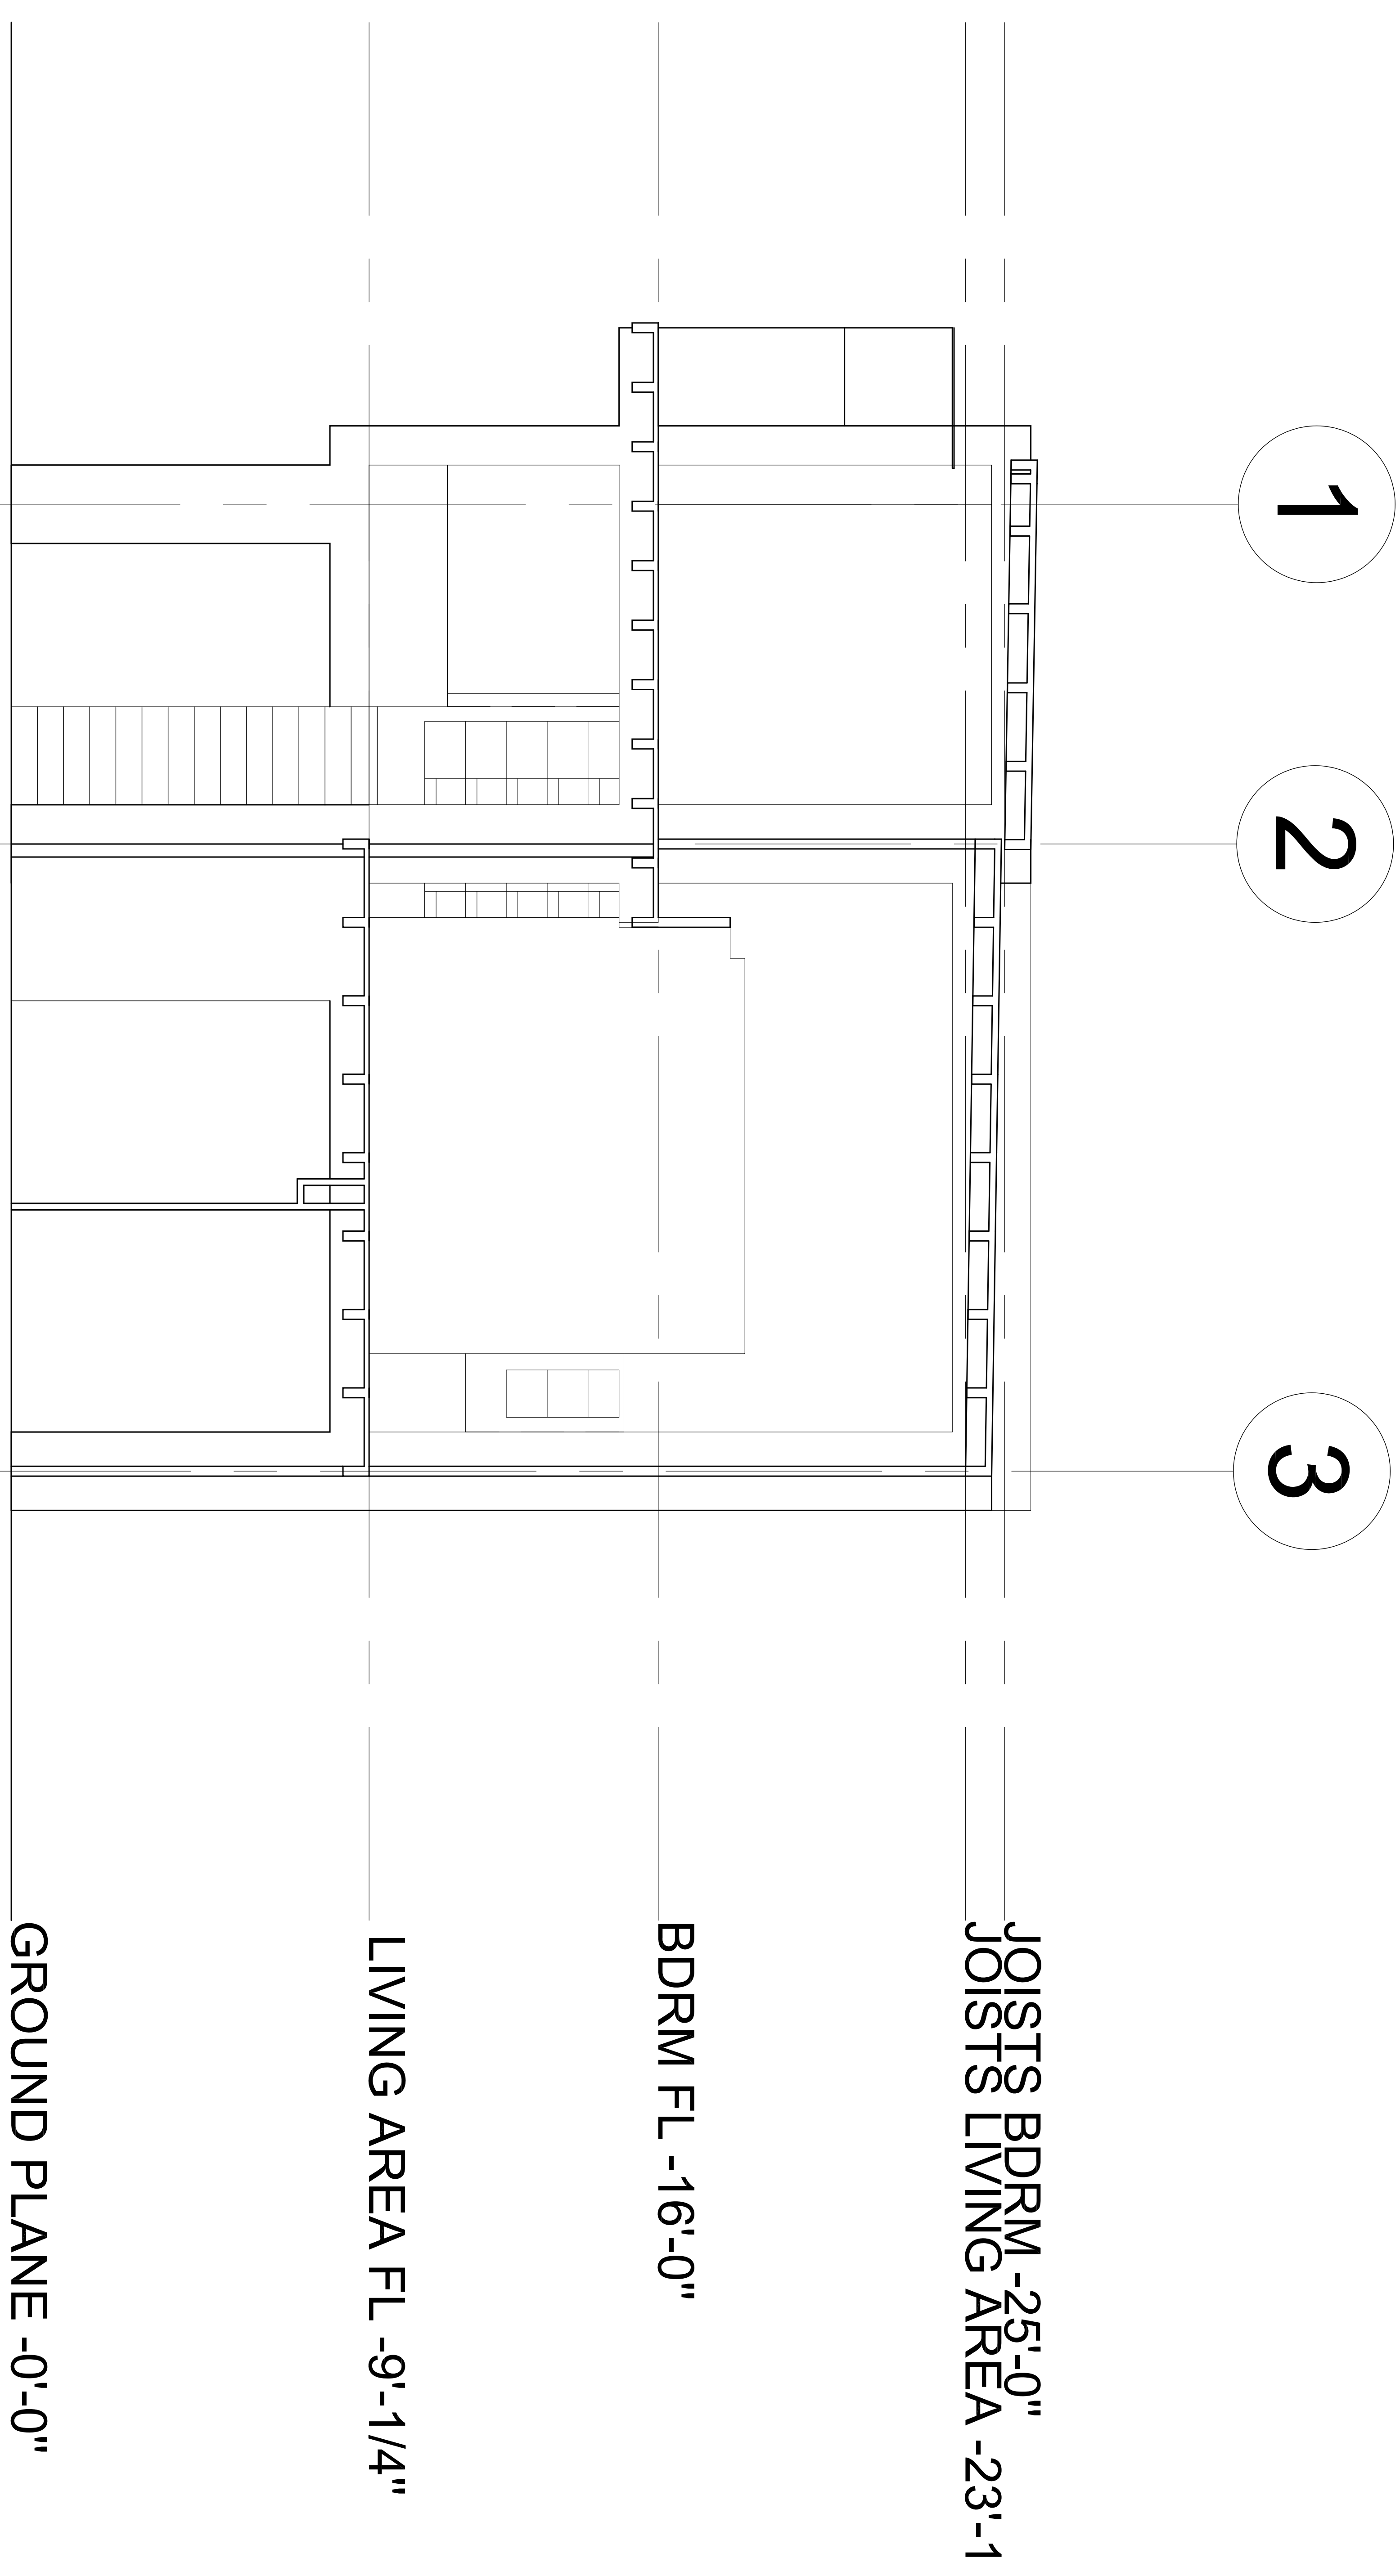 1
2
3
JOISTS BDRM -25'-0"
JOISTS LIVING AREA -23'-1
BDRM FL -16'-0"
LIVING AREA FL -9'-1/4"
GROUND PLANE -0'-0"